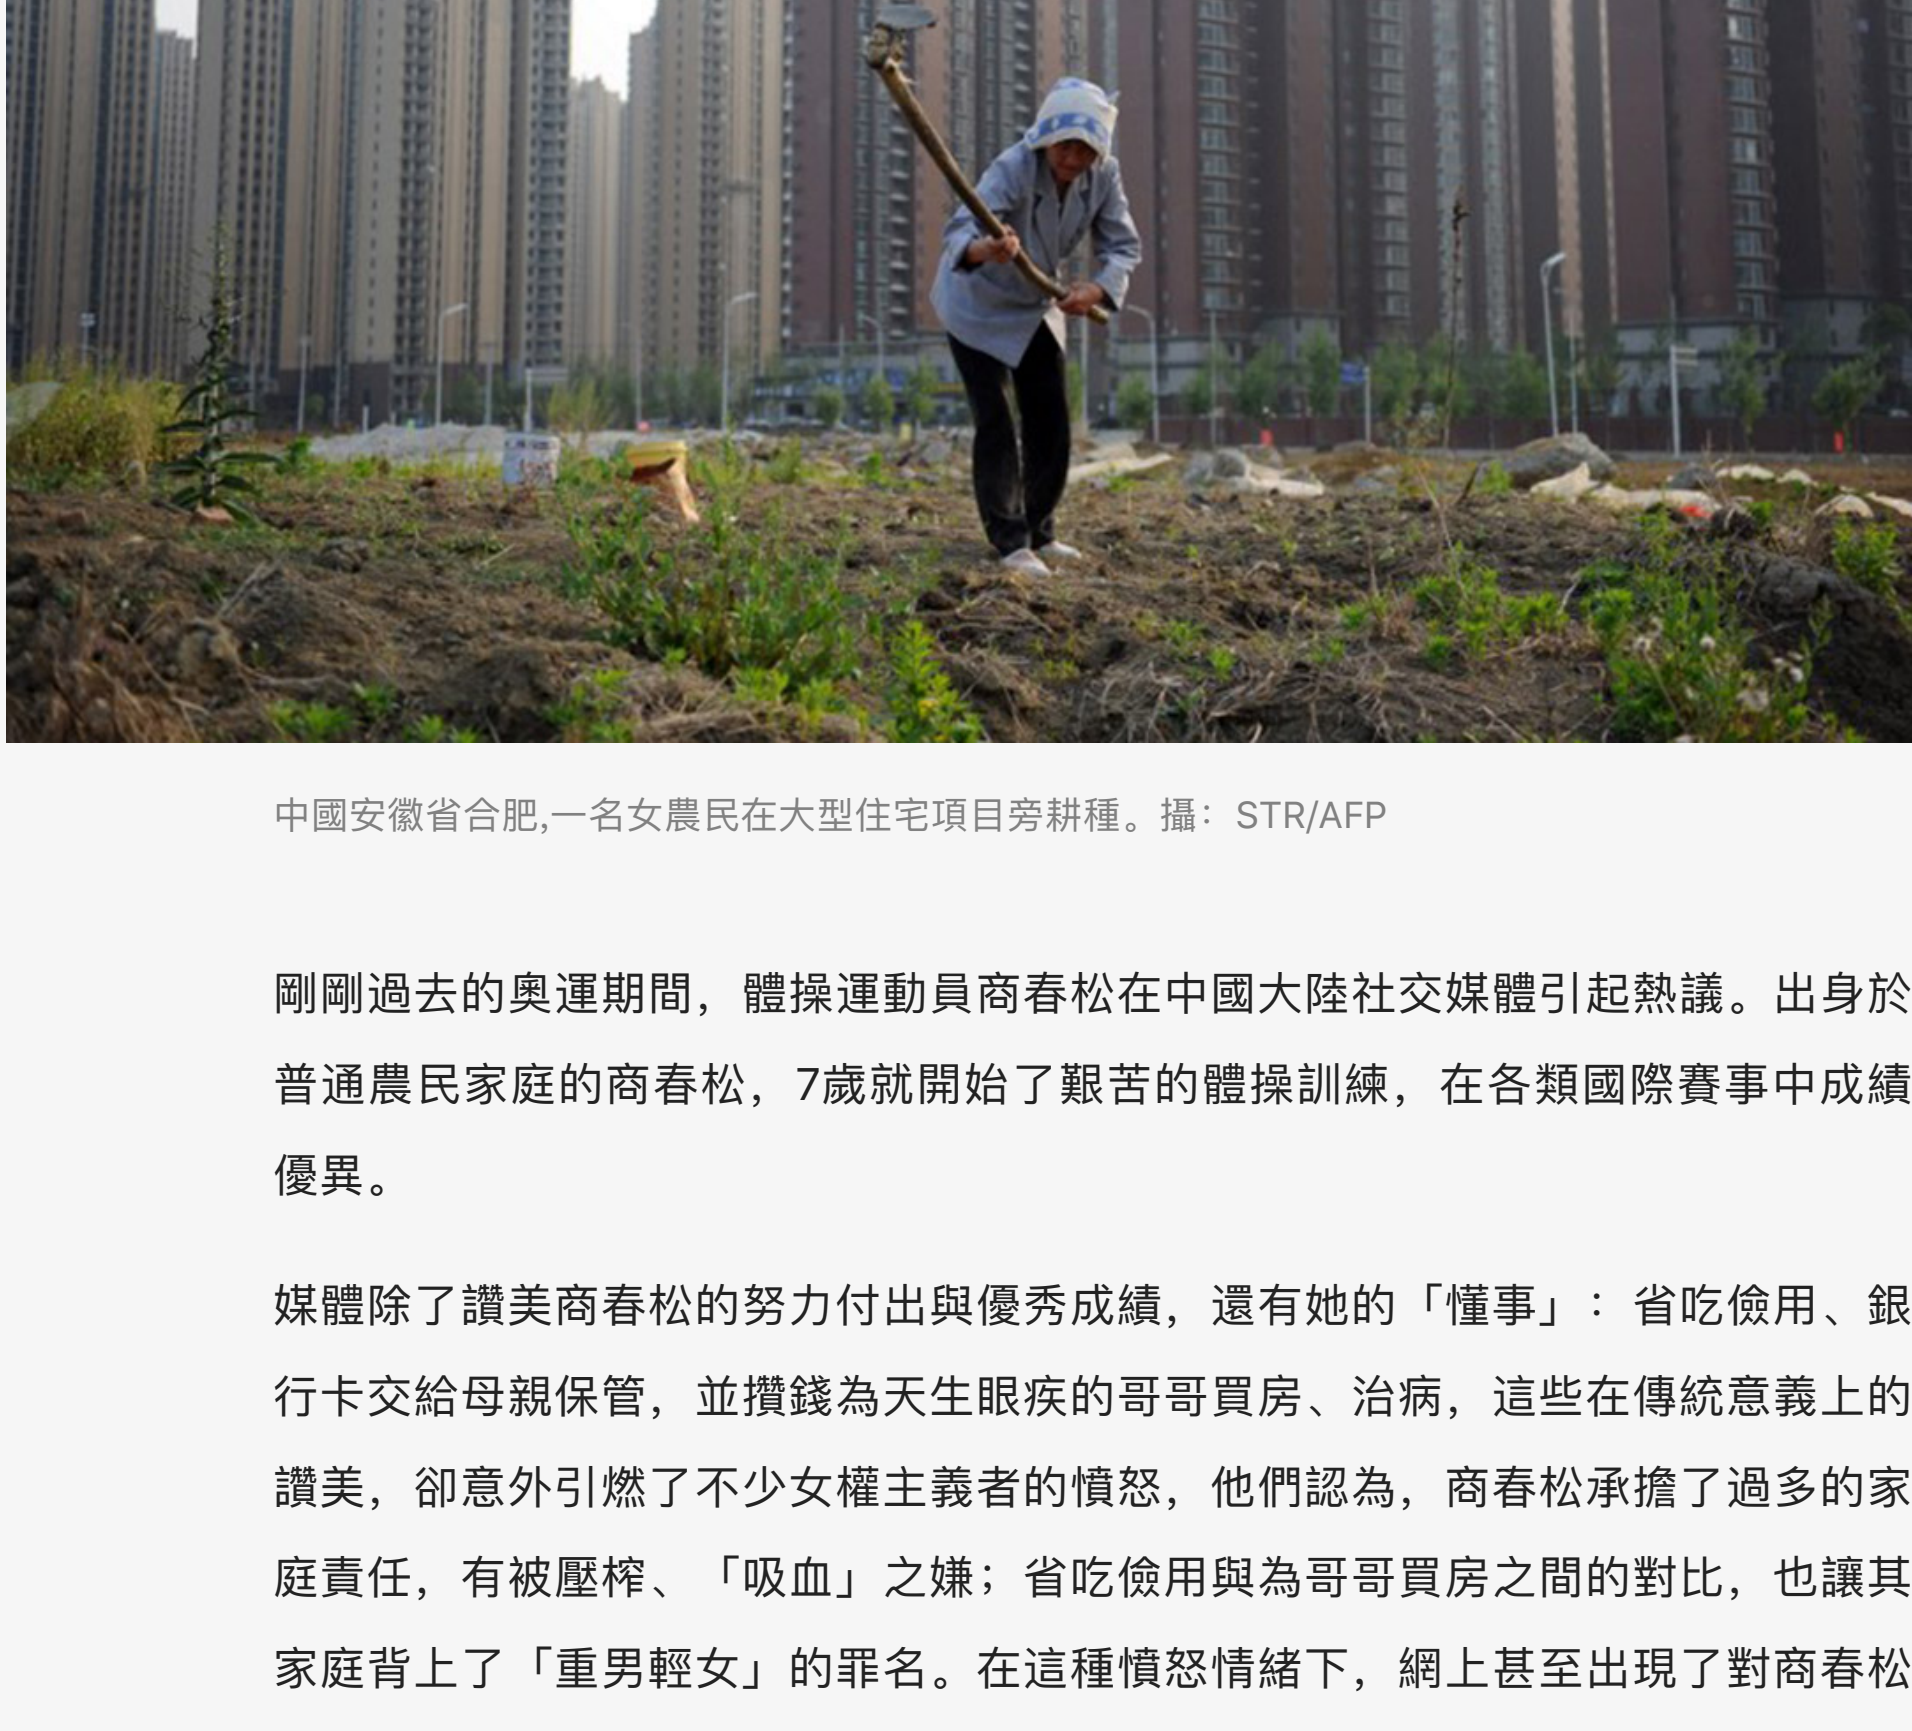 中國安徽省合肥,一名女農民在大型住宅項目旁耕種。攝：STR/AFP
剛剛過去的奧運期間，體操運動員商春松在中國大陸社交媒體引起熱議。出身於
普通農民家庭的商春松，7歲就開始了艱苦的體操訓練，在各類國際賽事中成績
優異。
媒體除了讚美商春松的努力付出與優秀成績，還有她的「懂事」：省吃儉用、銀
行卡交給母親保管，並攢錢為天生眼疾的哥哥買房、治病，這些在傳統意義上的
讚美，卻意外引燃了不少女權主義者的憤怒，他們認為，商春松承擔了過多的家
庭責任，有被壓榨、「吸血」之嫌；省吃儉用與為哥哥買房之間的對比，也讓其
家庭背上了「重男輕女」的罪名。在這種憤怒情緒下，網上甚至出現了對商春松